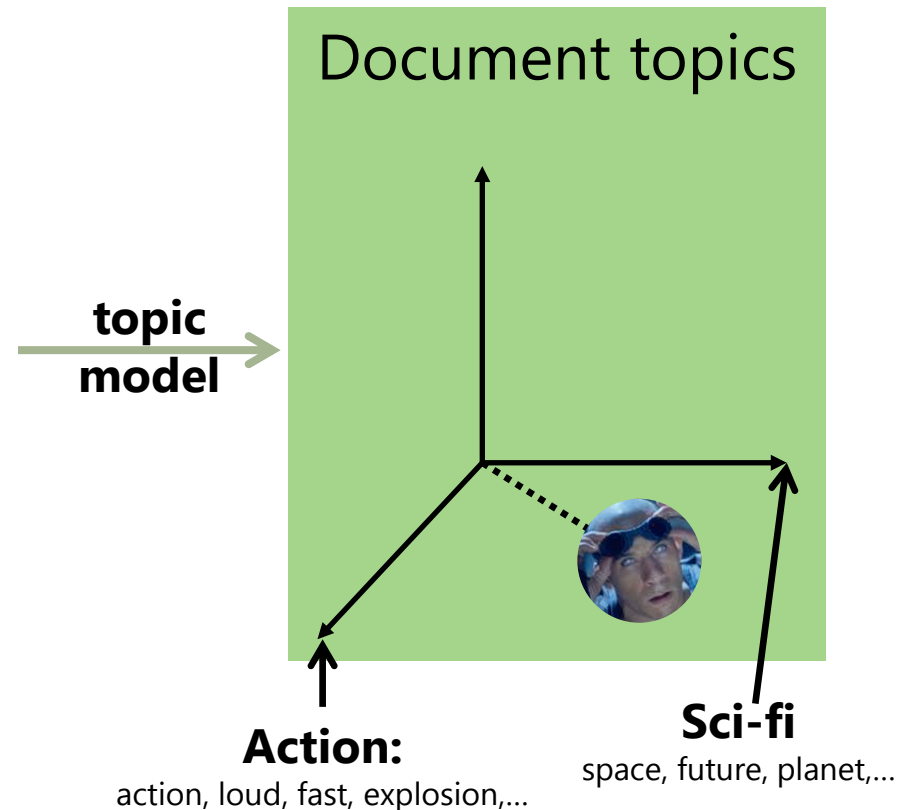 Document topics
topic
model
Action:
action, loud, fast, explosion,...
Sci-fi
space, future, planet,...